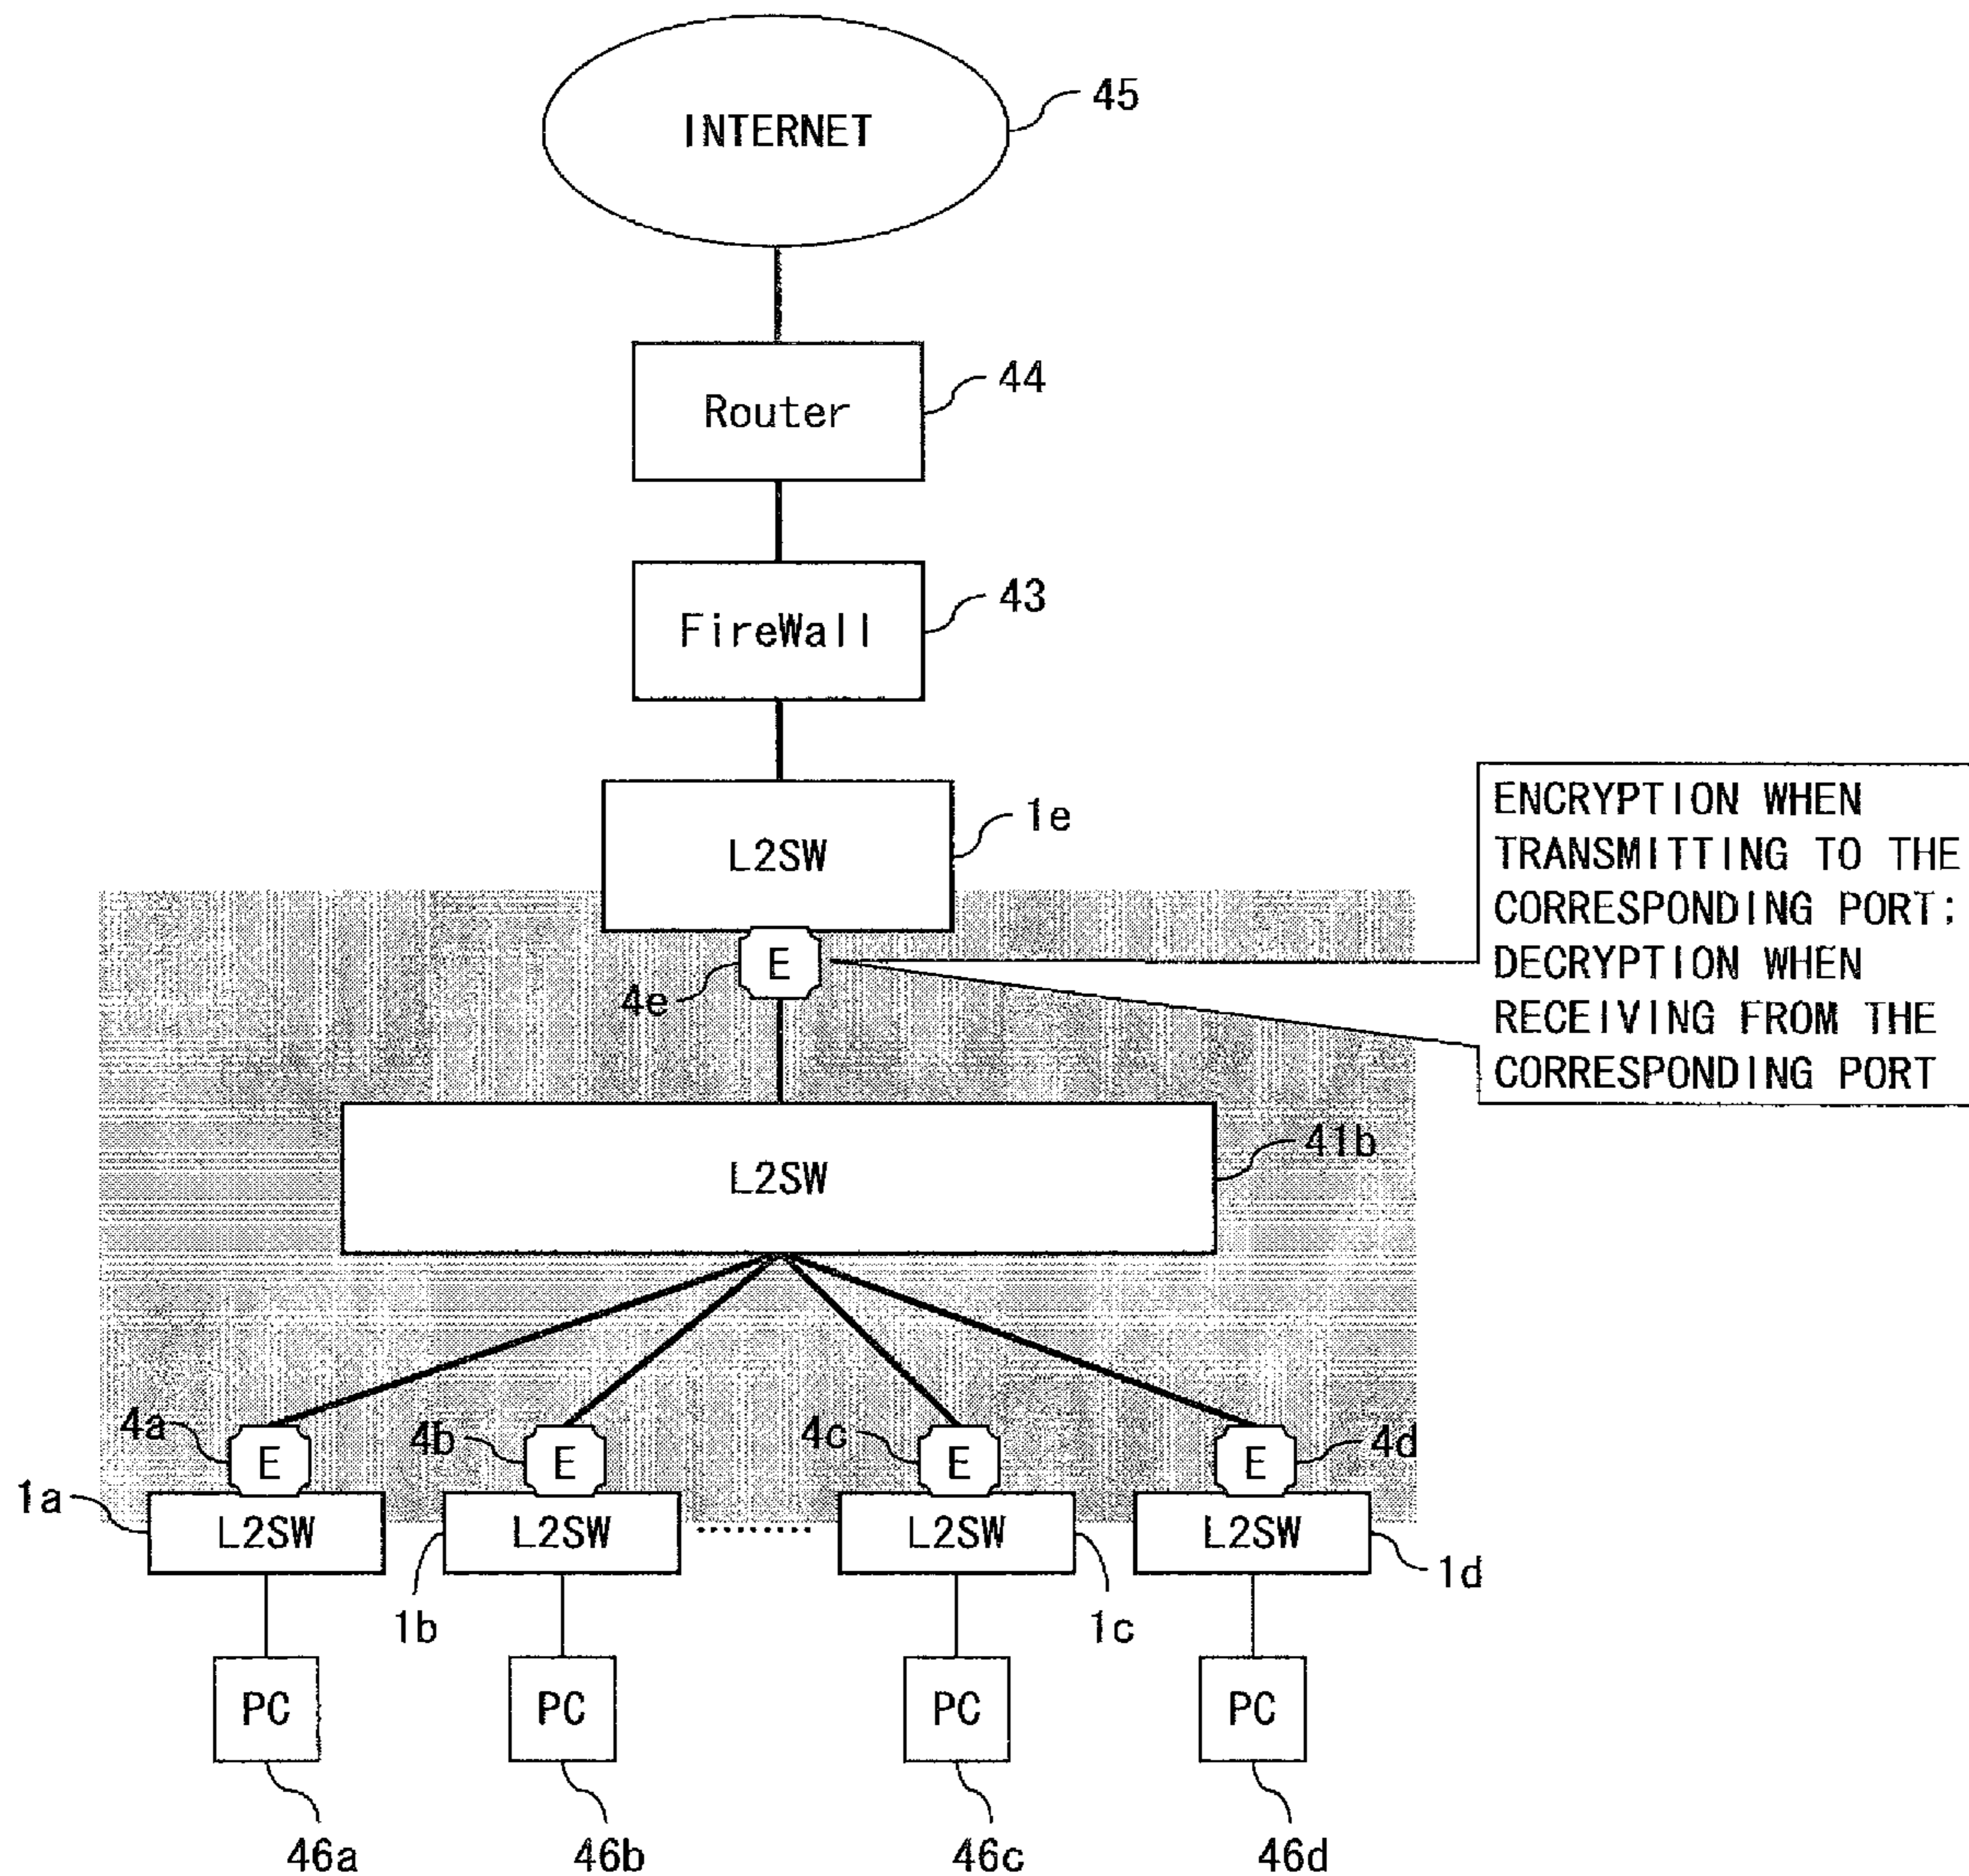 INTERNET
45
Router
44
FireWall
43
L2SW
1e
ENCRYPTION WHEN
TRANSMITTING TO THE
CORRESPONDING PORT;
DECRYPTION WHEN
RECEIVING FROM THE
CORRESPONDING PORT
E
4e
L2SW
41b
4a
E
4b
E
4c
E
4d
E
1a
L2SW
L2SW
L2SW
L2SW
1b
1c
1d
PC
PC
PC
PC
46a
46b
46c
46d